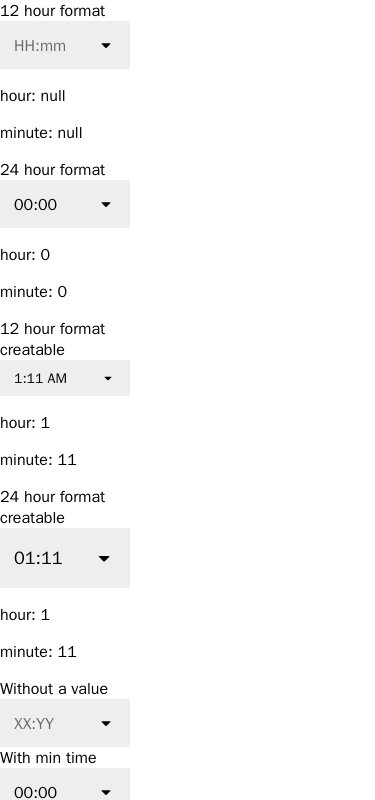 12 hour format
HH:mm
hour: null
minute: null
24 hour format
00:00
hour: 0
minute: 0
12 hour format
creatable
1:11 AM
hour: 1
minute: 11
24 hour format
creatable
01:11
hour: 1
minute: 11
Without a value
XX:YY
With min time
00:00